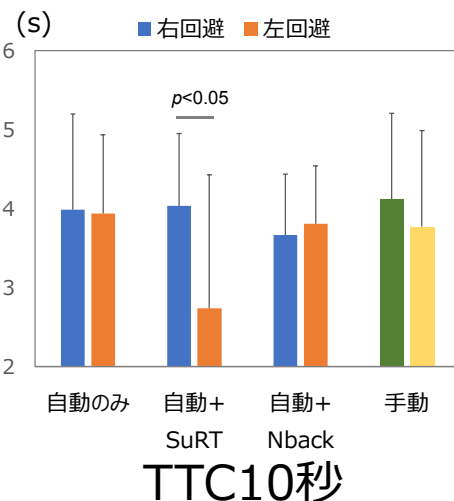 (s)
右回避 左回避
6
p<0.05
5
4
3
2
自動のみ 自動+ 自動+ 手動
SuRT Nback
TTC10秒